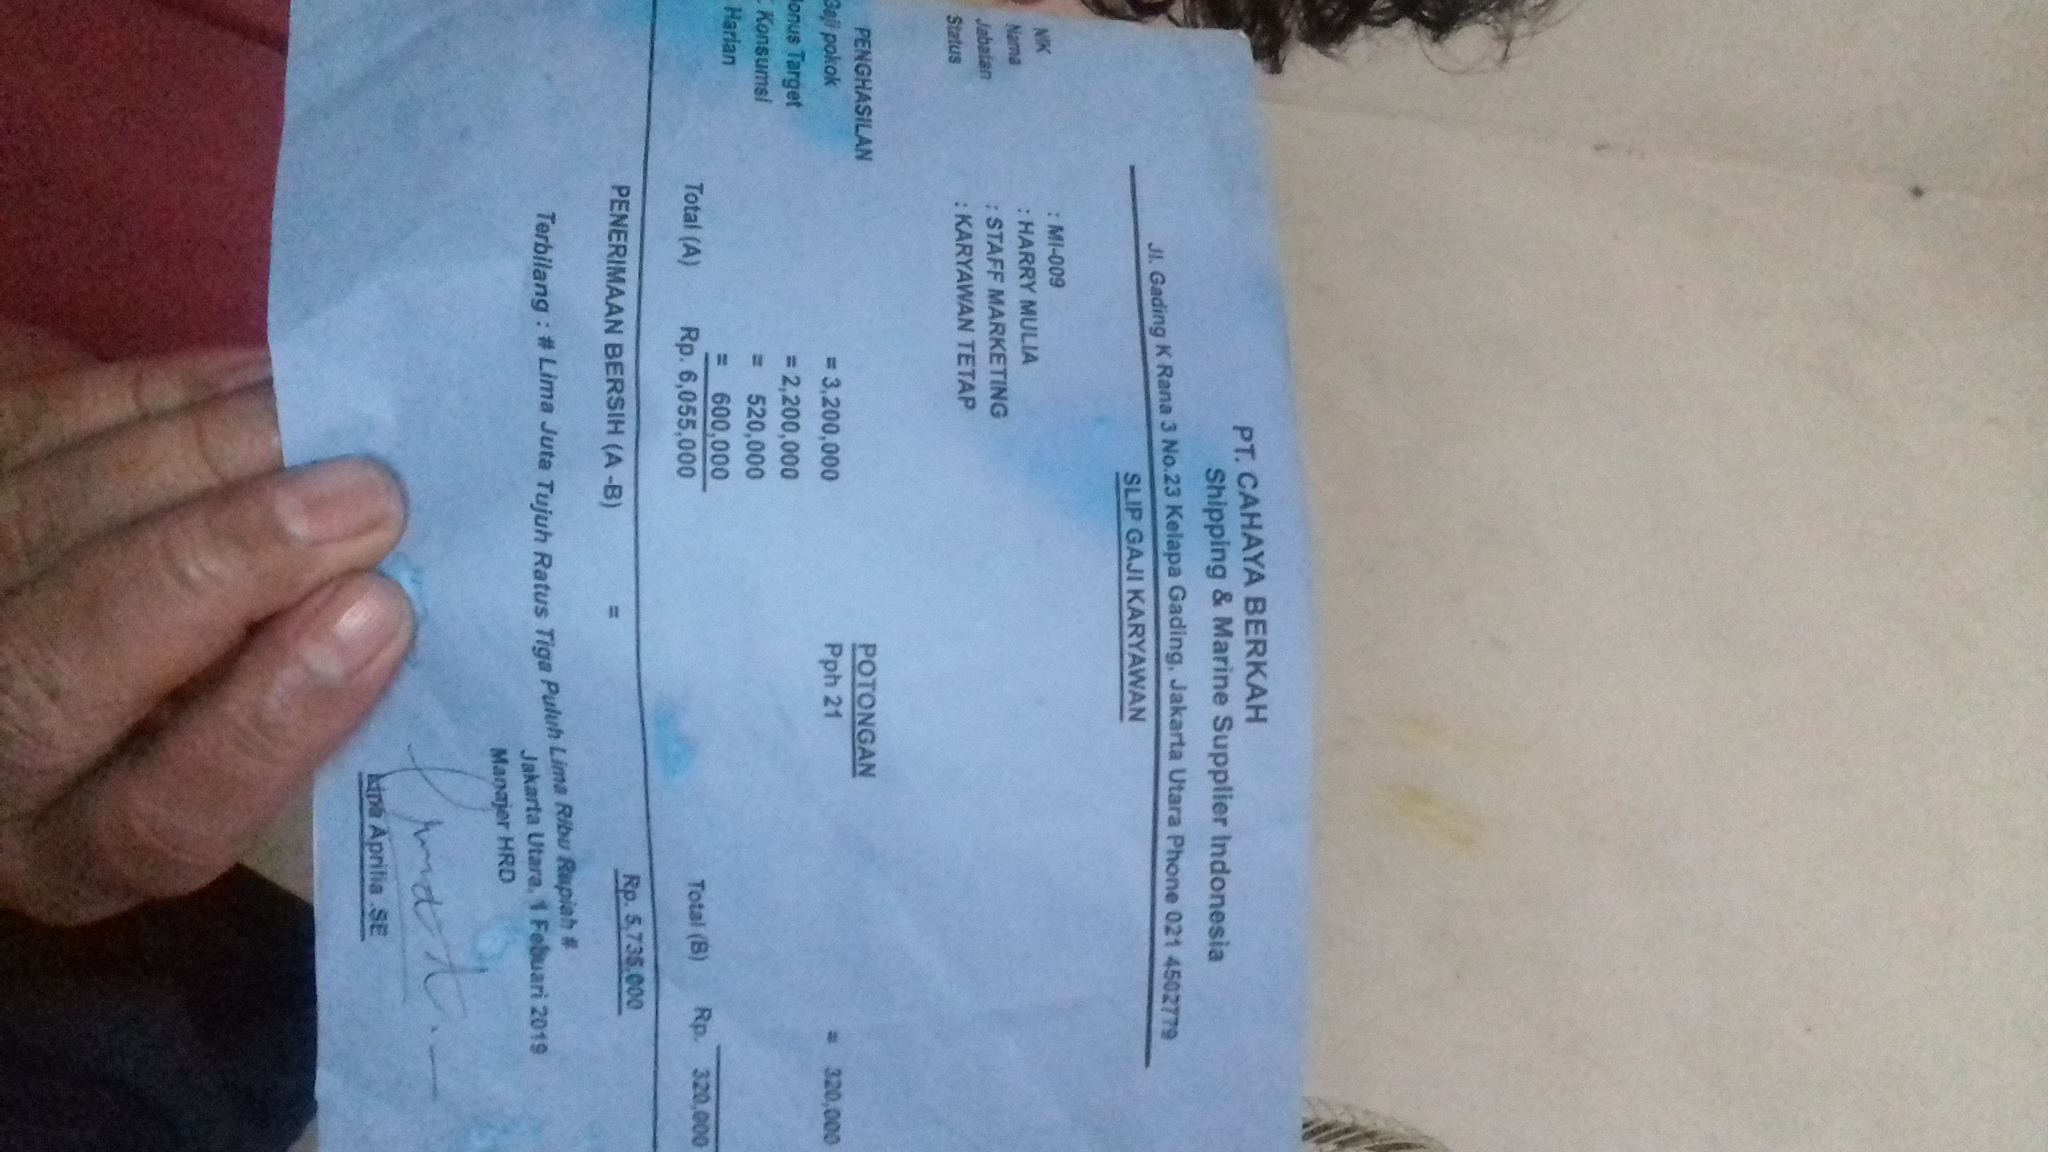 PT. CAHAYA BERKAH
Shipping & Marine Supplier Indonesia
Jl. Gading K Rana 3 No.23 Kelapa Gading, Jakarta Utara Phone 021 4502779
SLIP GAJI KARYAWAN
NIK : MI-009
Nama : HARRY MULIA
Jabatan : STAFF MARKETING
Status : KARYAWAN TETAP
PENGHASILAN POTONGAN
Gaji pokok = 3,200,000 Pph 21 = 320,000
Bonus Target = 2,200,000
. Konsumsi = 520,000
Harian = 600,000
Total (A) Rp. 6,055,000 Total (B) Rp. 320,000
PENERIMAAN BERSIH (A -B) = Rp. 5,735.000
Terbilang : # Lima Juta Tujuh Ratus Tiga Puluh Lima Ribu Rupiah #
Jakarta Utara, 1 Febuari 2019
Manajer HRD
Lina Aprilia .SE